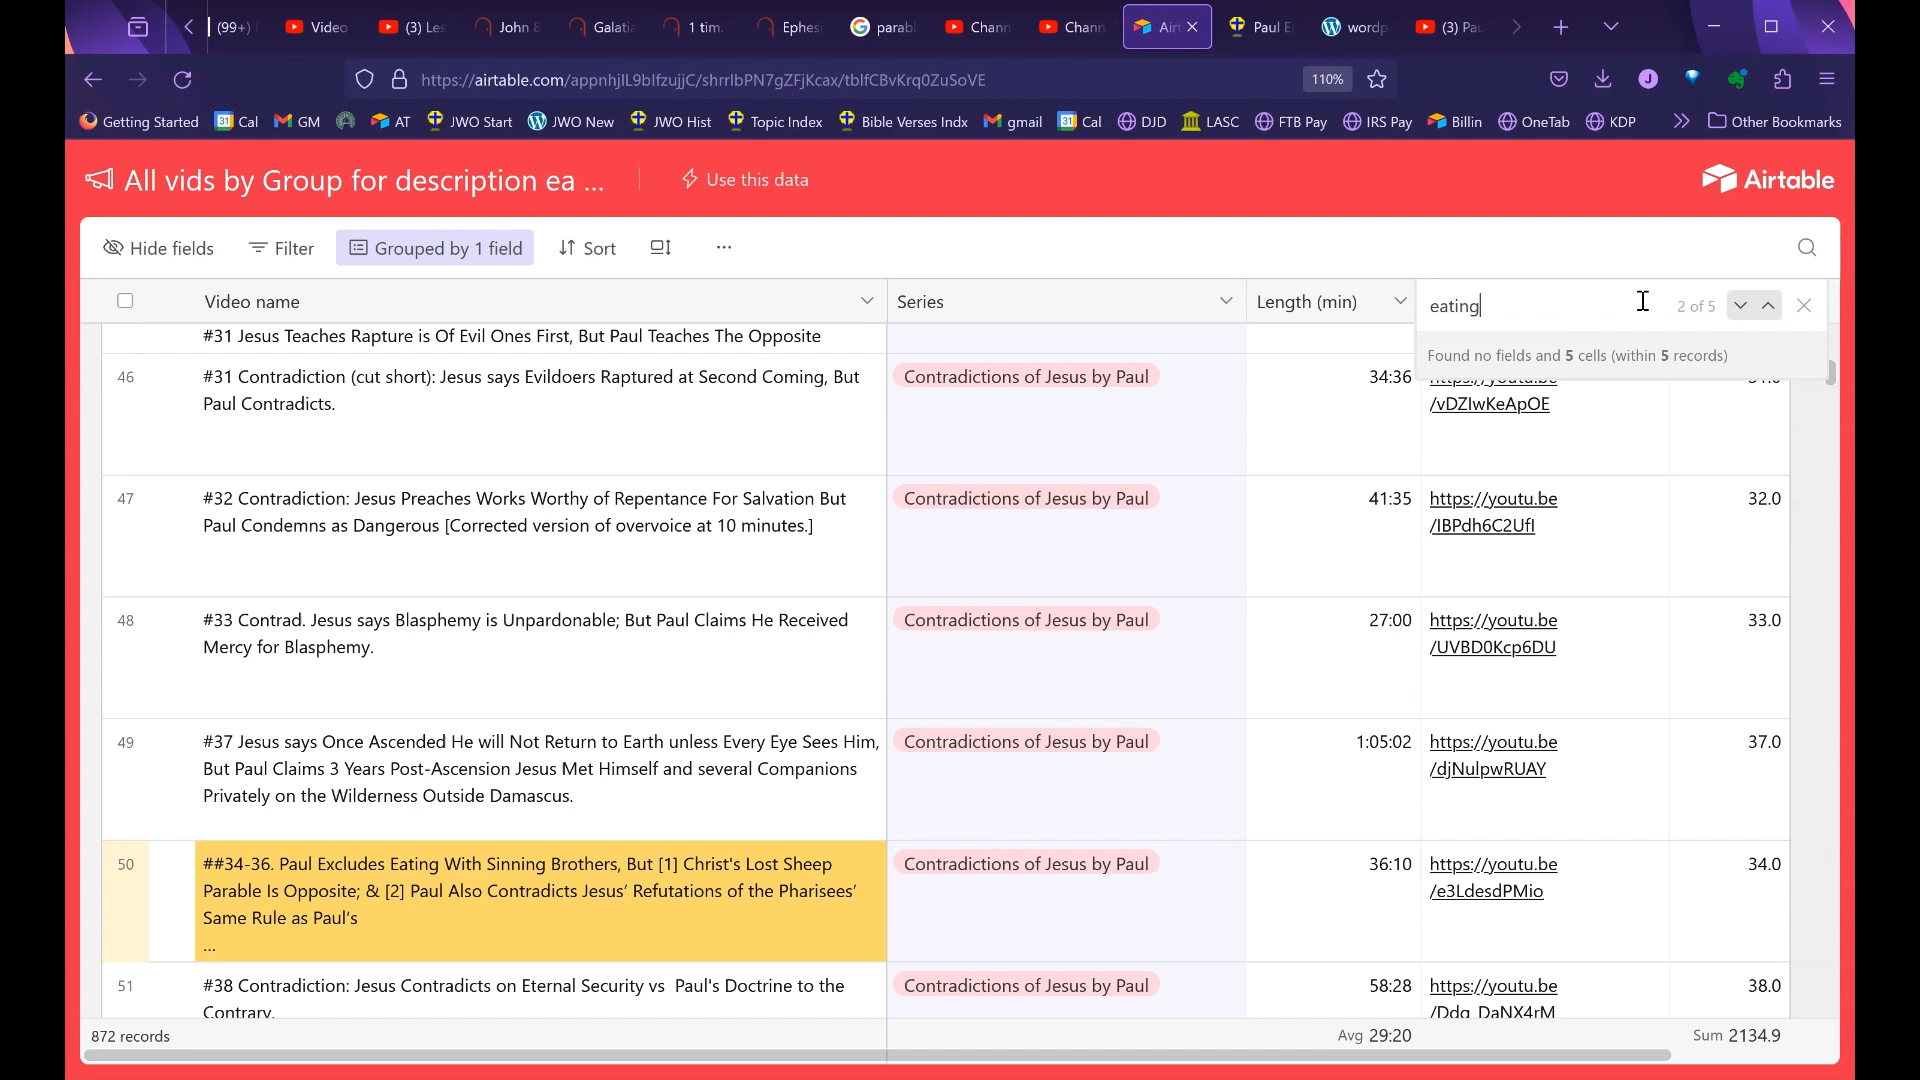 (99+)
Video
(3) Les
John 8
Galatia
1 tim.
Ephes
parabl
Chann
Chann
Airt
Paul E
wordp
(3) Pau
https://airtable.com/appnhjlL9bIfzujjC/shrrlbPN7gZFjKcax/tblfCBvKrq0ZuSoVE
110%
J
Getting Started
31 Cal
GM
AT
JWO Start
JWO New
JWO Hist
Topic Index
Bible Verses Indx
gmail
31 Cal
DJD
LASC
FTB Pay
IRS Pay
Billin
OneTab
KDP
Other Bookmarks
All vids by Group for description ea ...
Use this data
Airtable
Hide fields
Filter
Grouped by 1 field
Sort
...
Video name
Series
Length (min)
eating
2 of 5
Found no fields and 5 cells (within 5 records)
#31 Jesus Teaches Rapture is Of Evil Ones First, But Paul Teaches The Opposite
46
#31 Contradiction (cut short): Jesus says Evildoers Raptured at Second Coming, But
Paul Contradicts.
Contradictions of Jesus by Paul
34:36
https://youtu.be
/vDZIwKeApOE
47
#32 Contradiction: Jesus Preaches Works Worthy of Repentance For Salvation But
Paul Condemns as Dangerous [Corrected version of overvoice at 10 minutes.]
Contradictions of Jesus by Paul
41:35
https://youtu.be
/IBPdh6C2UfI
32.0
48
#33 Contrad. Jesus says Blasphemy is Unpardonable; But Paul Claims He Received
Mercy for Blasphemy.
Contradictions of Jesus by Paul
27:00
https://youtu.be
/UVBD0Kcp6DU
33.0
49
#37 Jesus says Once Ascended He will Not Return to Earth unless Every Eye Sees Him,
But Paul Claims 3 Years Post-Ascension Jesus Met Himself and several Companions
Privately on the Wilderness Outside Damascus.
Contradictions of Jesus by Paul
1:05:02
https://youtu.be
/djNulpwRUAY
37.0
50
##34-36. Paul Excludes Eating With Sinning Brothers, But [1] Christ's Lost Sheep
Parable Is Opposite; & [2] Paul Also Contradicts Jesus' Refutations of the Pharisees'
Same Rule as Paul's
...
Contradictions of Jesus by Paul
36:10
https://youtu.be
/e3LdesdPMio
34.0
51
#38 Contradiction: Jesus Contradicts on Eternal Security vs Paul's Doctrine to the
Contrary.
Contradictions of Jesus by Paul
58:28
https://youtu.be
/Ddg_DaNX4rM
38.0
872 records
Avg 29:20
Sum 2134.9